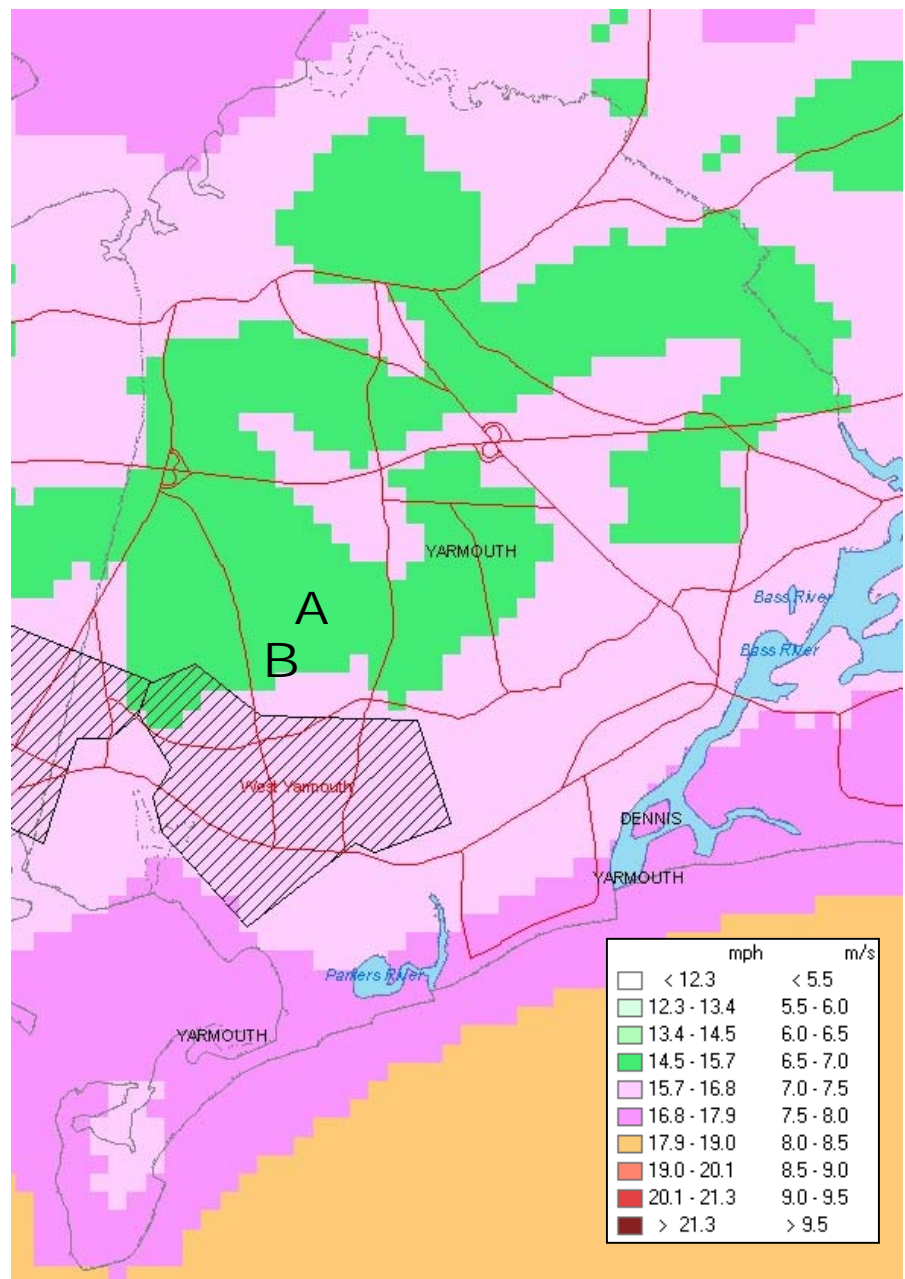 YARMOUTH
A
Bass River
B
Bass River
West Yarmouth
DENNIS
YARMOUTH
Parkers River
YARMOUTH
mph m/s
< 12.3 < 5.5
12.3 - 13.4 5.5 - 6.0
13.4 - 14.5 6.0 - 6.5
14.5 - 15.7 6.5 - 7.0
15.7 - 16.8 7.0 - 7.5
16.8 - 17.9 7.5 - 8.0
17.9 - 19.0 8.0 - 8.5
19.0 - 20.1 8.5 - 9.0
20.1 - 21.3 9.0 - 9.5
> 21.3 > 9.5